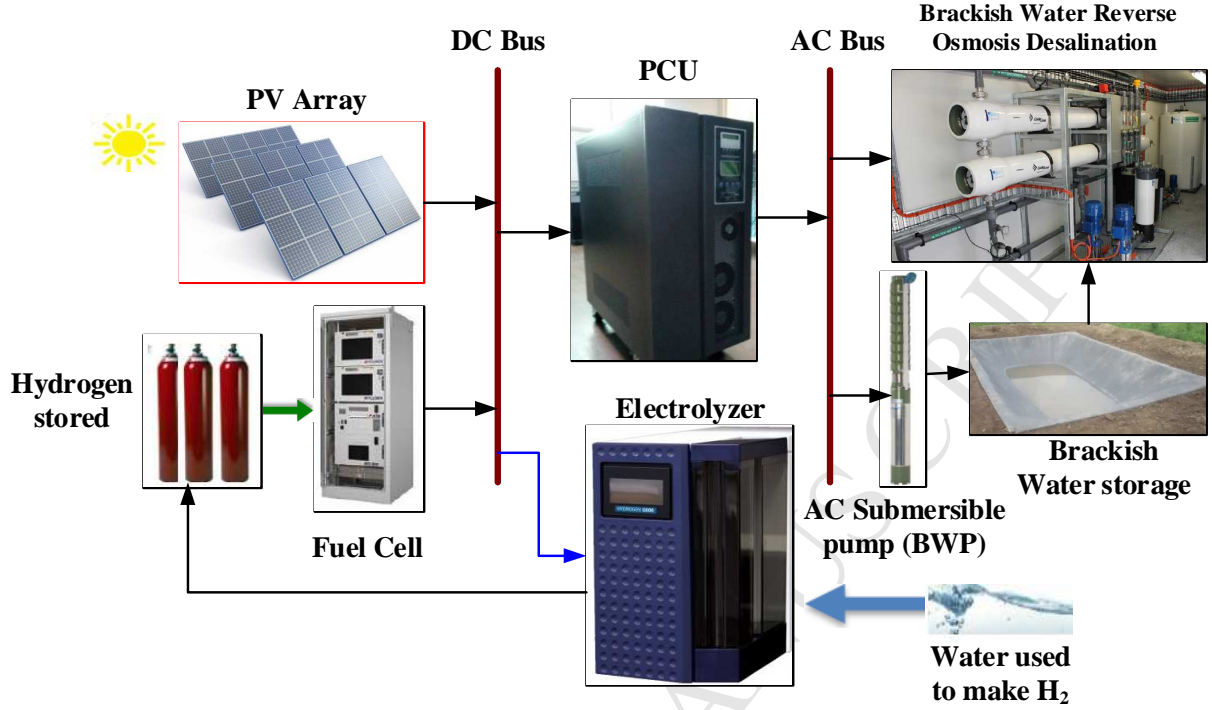 Brackish Water Reverse
Osmosis Desalination
DC Bus
AC Bus
PCU
PV Array
Hydrogen
stored
Electrolyzer
Fuel Cell
Brackish
Water storage
AC Submersible
pump (BWP)
Water used
to make H₂